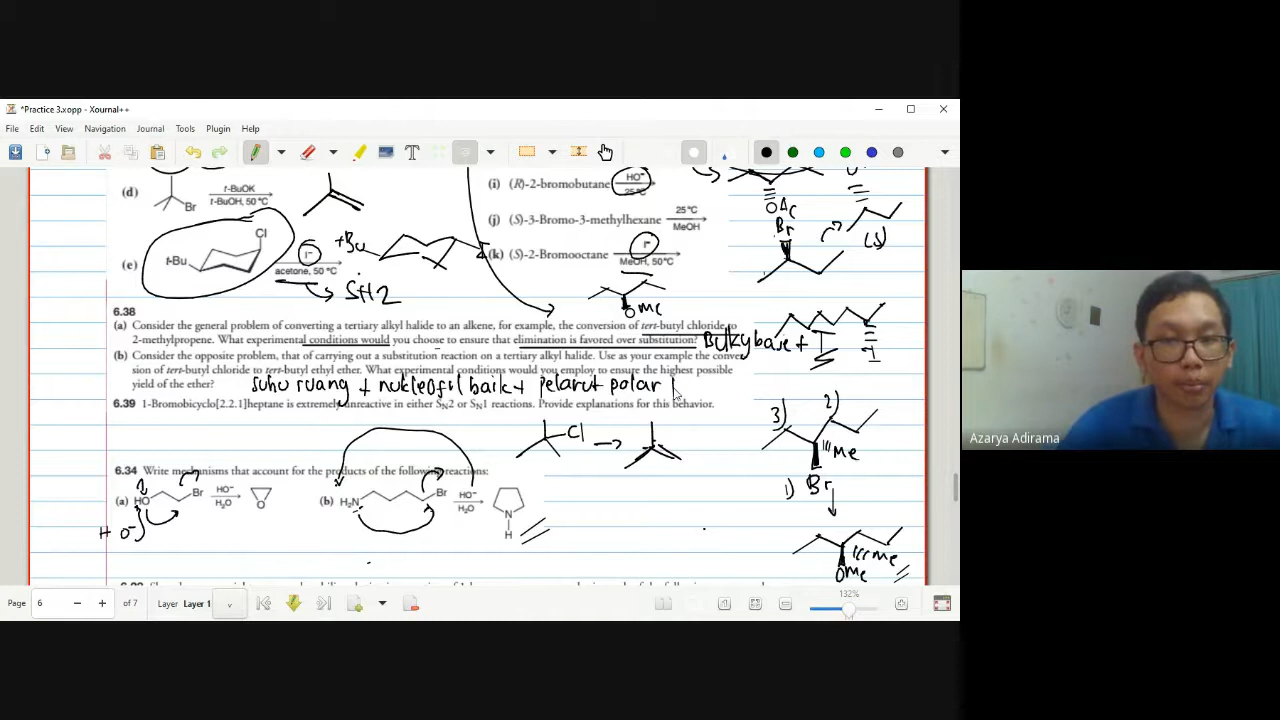 *Practice 3.xopp - Xournal++
File Edit View Navigation Journal Tools Plugin Help
(d)
Br
t-BuOK
t-BuOH, 50 °C
(i) (R)-2-bromobutane HO⁻
25 °C
OAc
(j) (S)-3-Bromo-3-methylhexane 25 °C
MeOH
Br
(s)
(e) t-Bu Cl I⁻
acetone, 50 °C
tBu
I
SN2
(k) (S)-2-Bromooctane I⁻
MeOH, 50°C
OMe
6.38
(a) Consider the general problem of converting a tertiary alkyl halide to an alkene, for example, the conversion of tert-butyl chloride to
2-methylpropene. What experimental conditions would you choose to ensure that elimination is favored over substitution?
Bulky base +
I
S
(b) Consider the opposite problem, that of carrying out a substitution reaction on a tertiary alkyl halide. Use as your example the conver-
sion of tert-butyl chloride to tert-butyl ethyl ether. What experimental conditions would you employ to ensure the highest possible
yield of the ether?
suhu ruang + nukleofil baik + pelarut polar
6.39 1-Bromobicyclo[2.2.1]heptane is extremely unreactive in either SN2 or SN1 reactions. Provide explanations for this behavior.
Cl
3) 2)
Me
1) Br
6.34 Write mechanisms that account for the products of the following reactions:
(a) HO Br HO⁻
H₂O
O
(b) H₂N Br HO⁻
H₂O
N
H
H O⁻
Me
OMe
Azarya Adirama
Page 6 of 7 Layer Layer 1 132%